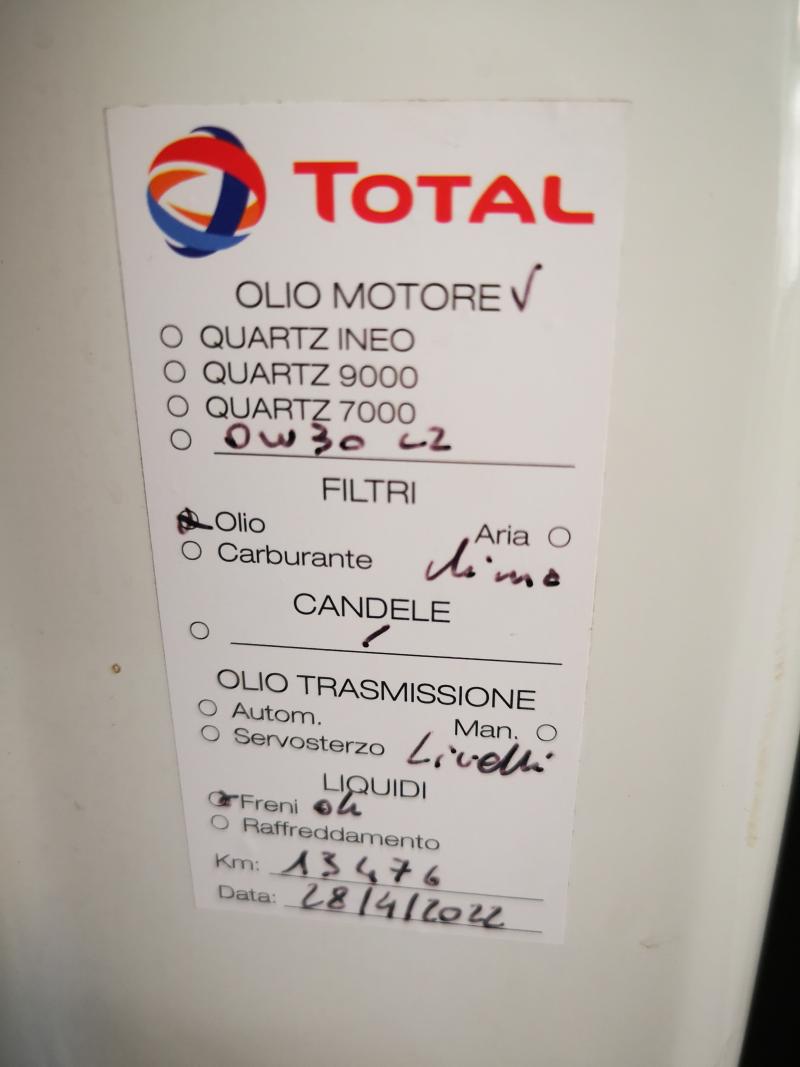 TOTAL
OLIO MOTORE √
QUARTZ INEO
QUARTZ 9000
QUARTZ 7000
0W30
FILTRI
Olio Aria
Carburante
CANDELE
OLIO TRASMISSIONE
Autom. Man.
Servosterzo Livelli
LIQUIDI
Freni ok
Raffreddamento
Km: 13476
Data: 28/4/2022